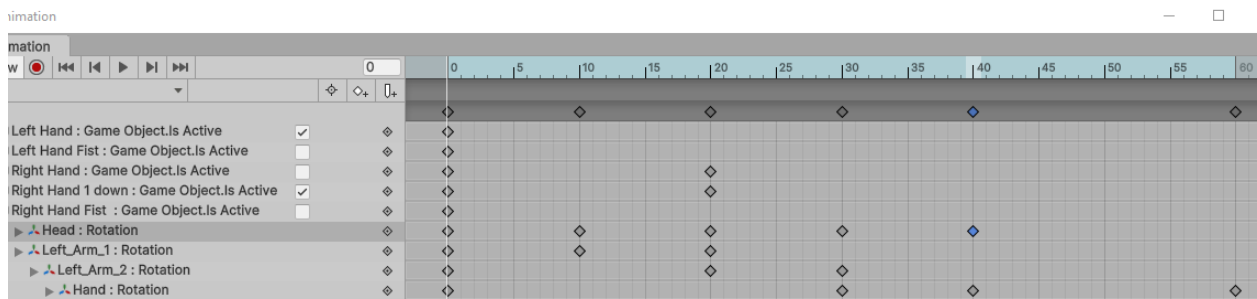 nimation
mation
w 0
0 5 10 15 20 25 30 35 40 45 50 55 60
Left Hand : Game Object.Is Active
Left Hand Fist : Game Object.Is Active
Right Hand : Game Object.Is Active
Right Hand 1 down : Game Object.Is Active
Right Hand Fist : Game Object.Is Active
Head : Rotation
Left_Arm_1 : Rotation
Left_Arm_2 : Rotation
Hand : Rotation